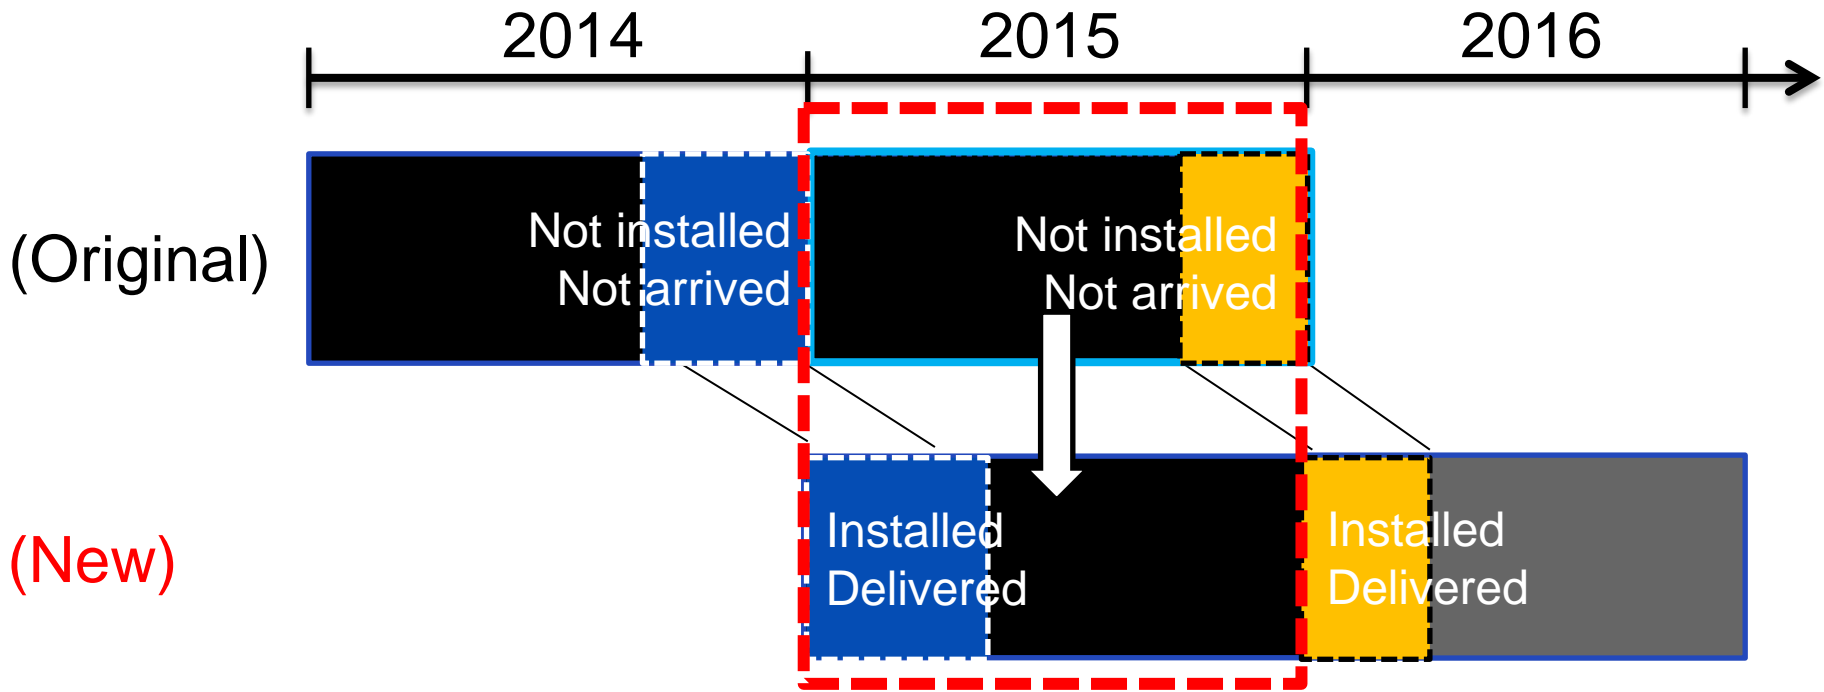 2014
2015
2016
(Original)
Not installed
Not arrived
Not installed
Not arrived
(New)
Installed
Delivered
Installed
Delivered